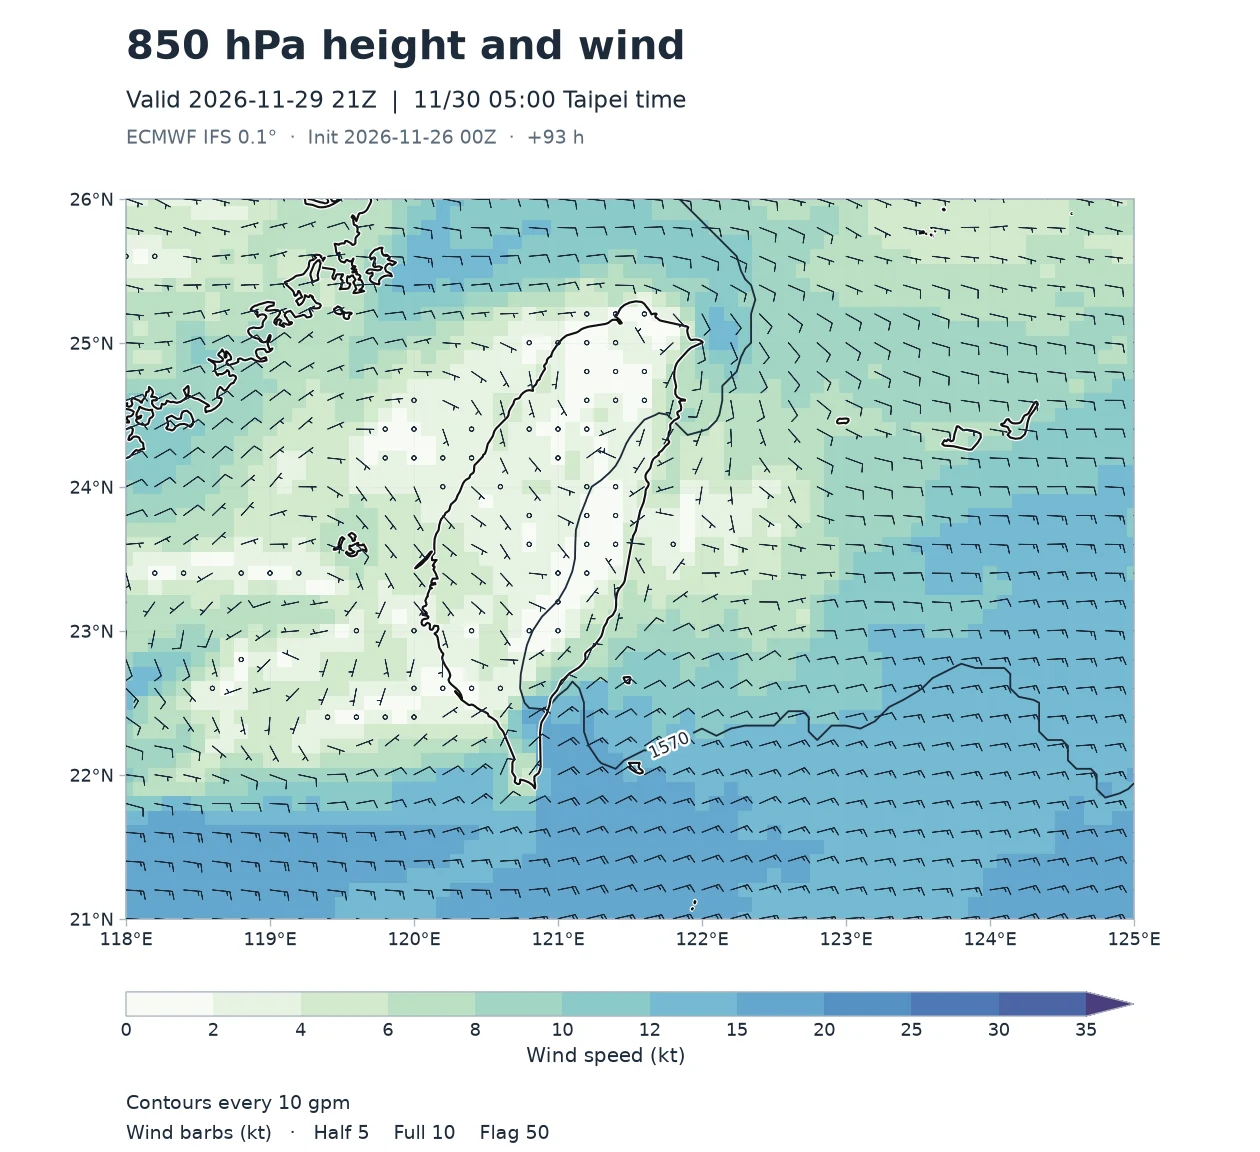 850 hPa height and wind
Valid 2026-11-29 21Z | 11/30 05:00 Taipei time
ECMWF IFS 0.1° · Init 2026-11-26 00Z · +93 h
26°N
25°N
24°N
23°N
22°N
21°N
1570
118°E 119°E 120°E 121°E 122°E 123°E 124°E 125°E
0 2 4 6 8 10 12 15 20 25 30 35
Wind speed (kt)
Contours every 10 gpm
Wind barbs (kt) · Half 5 Full 10 Flag 50